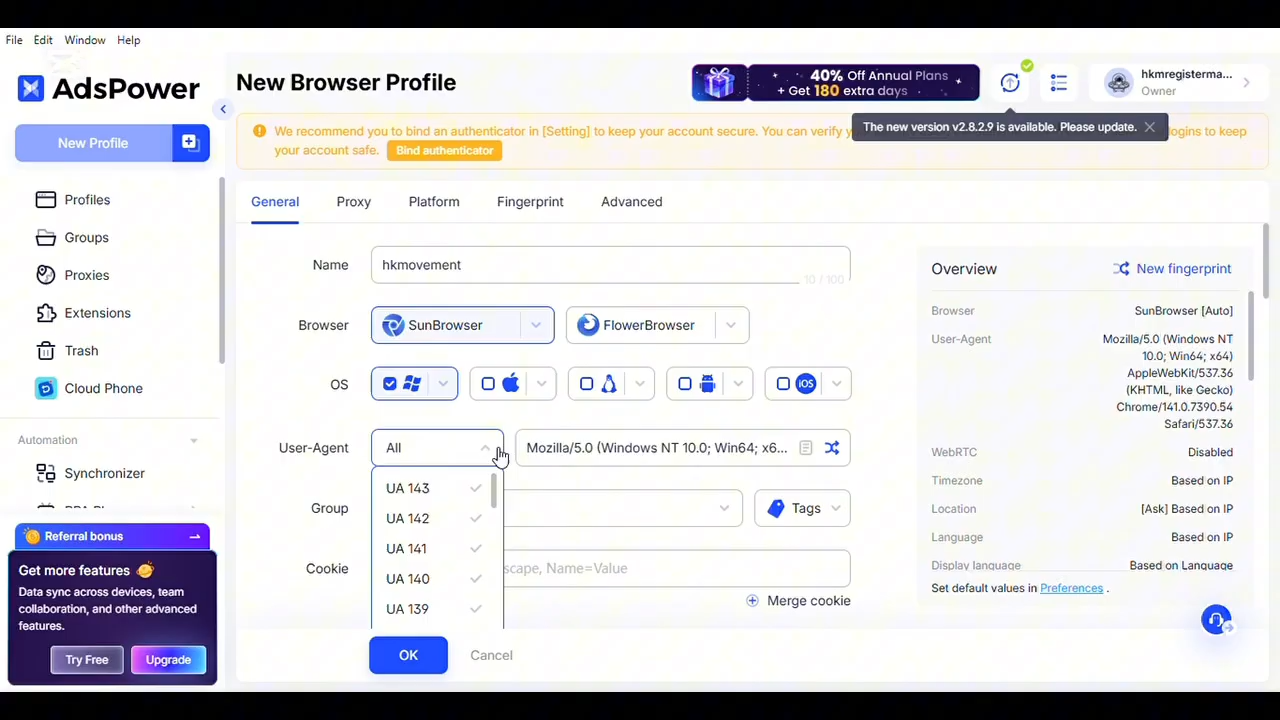 File Edit Window Help
AdsPower
New Browser Profile
40% Off Annual Plans
+ Get 180 extra days
hkmregisterma...
Owner
The new version v2.8.2.9 is available. Please update.
We recommend you to bind an authenticator in [Setting] to keep your account secure. You can verify y
logins to keep
your account safe. Bind authenticator
New Profile
Profiles
Groups
Proxies
Extensions
Trash
Cloud Phone
Automation
Synchronizer
Referral bonus
Get more features
Data sync across devices, team
collaboration, and other advanced
features.
Try Free Upgrade
General Proxy Platform Fingerprint Advanced
Name hkmovement
10 / 100
Browser SunBrowser FlowerBrowser
OS iOS
User-Agent All Mozilla/5.0 (Windows NT 10.0; Win64; x6...
UA 143
UA 142
UA 141
UA 140
UA 139
Group Tags
Cookie scape, Name=Value
Merge cookie
OK Cancel
Overview New fingerprint
Browser SunBrowser [Auto]
User-Agent Mozilla/5.0 (Windows NT
10.0; Win64; x64)
AppleWebKit/537.36
(KHTML, like Gecko)
Chrome/141.0.7390.54
Safari/537.36
WebRTC Disabled
Timezone Based on IP
Location [Ask] Based on IP
Language Based on IP
Display language Based on Language
Set default values in Preferences .